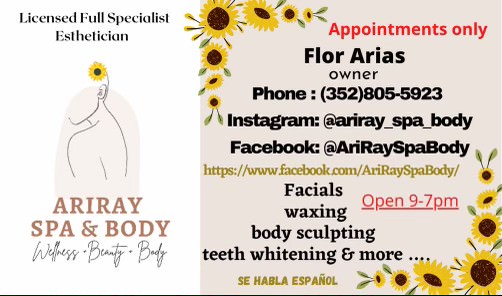 Licensed Full Specialist
Esthetician
ARIRAY
SPA & BODY
Wellness • Beauty • Body
Appointments only
Flor Arias
owner
Phone : (352)805-5923
Instagram: @ariray_spa_body
Facebook: @AriRaySpaBody
https://www.facebook.com/AriRaySpaBody/
Facials
waxing
Open 9-7pm
body sculpting
teeth whitening & more ....
SE HABLA ESPAÑOL